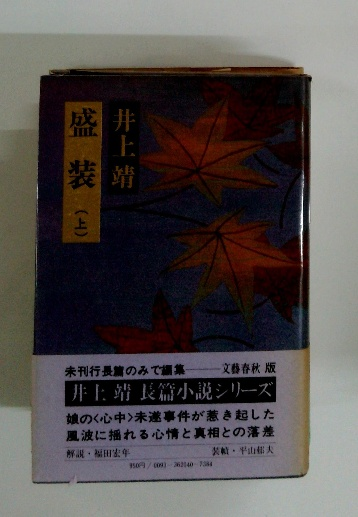 盛装
(上)
井上靖
未刊行長篇のみで編集――文藝春秋 版
井上 靖 長篇小説シリーズ
娘の〈心中〉未遂事件が惹き起した
風波に揺れる心情と真相との落差
解説・福田宏年 装幀・平山郁夫